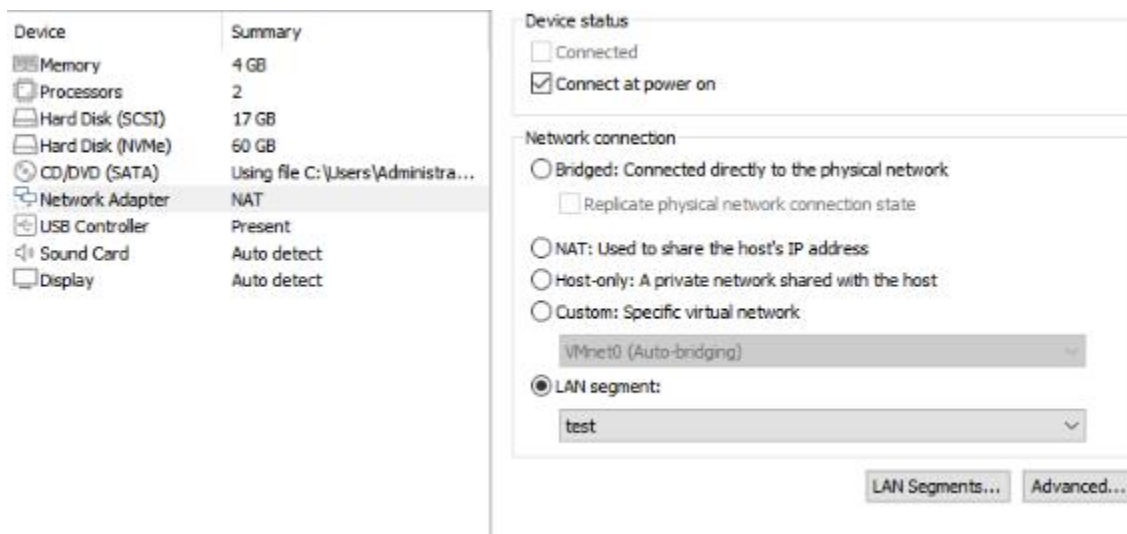 Device Summary
Memory 4 GB
Processors 2
Hard Disk (SCSI) 17 GB
Hard Disk (NVMe) 60 GB
CD/DVD (SATA) Using file C:\Users\Administra...
Network Adapter NAT
USB Controller Present
Sound Card Auto detect
Display Auto detect
Device status
Connected
Connect at power on
Network connection
Bridged: Connected directly to the physical network
Replicate physical network connection state
NAT: Used to share the host's IP address
Host-only: A private network shared with the host
Custom: Specific virtual network
VMnet0 (Auto-bridging)
LAN segment:
test
LAN Segments... Advanced...